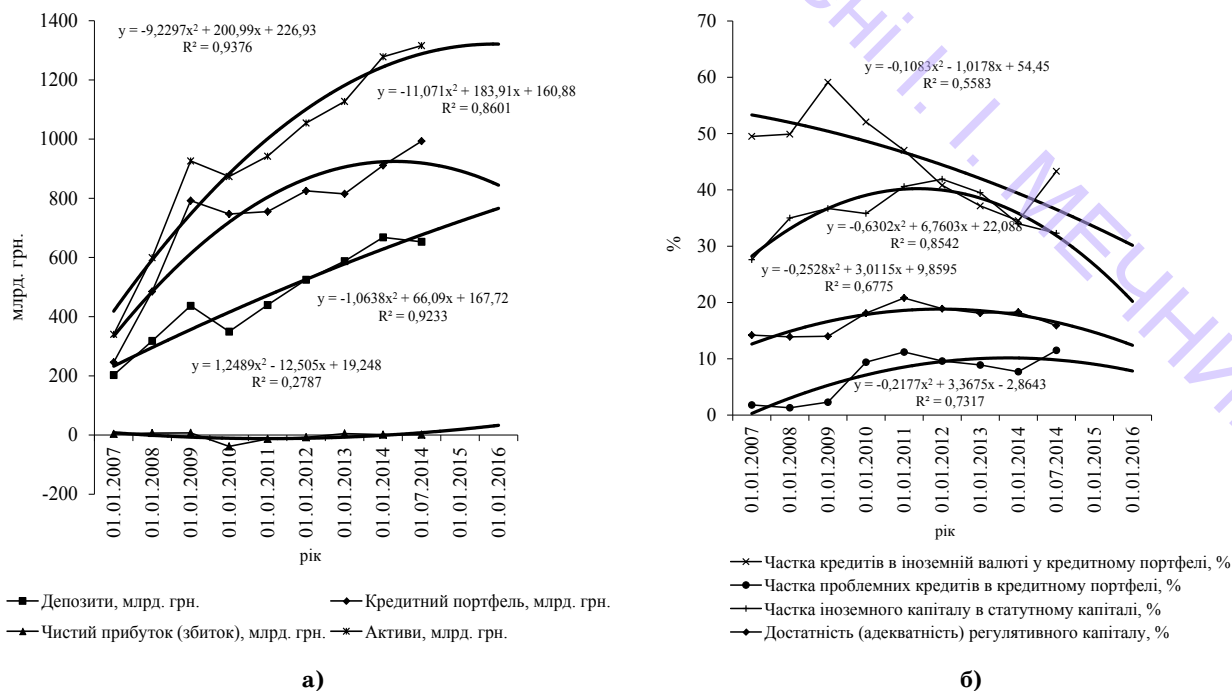 1400
1200
1000
800
600
400
200
0
-200
млрд. грн.
y = -9,2297x² + 200,99x + 226,93
R² = 0,9376
y = -11,071x² + 183,91x + 160,88
R² = 0,8601
y = -1,0638x² + 66,09x + 167,72
R² = 0,9233
y = 1,2489x² - 12,505x + 19,248
R² = 0,2787
01.01.2007
01.01.2008
01.01.2009
01.01.2010
01.01.2011
01.01.2012
01.01.2013
01.01.2014
01.07.2014
01.01.2015
01.01.2016
рік
Депозити, млрд. грн.
Кредитний портфель, млрд. грн.
Чистий прибуток (збиток), млрд. грн.
Активи, млрд. грн.
а)
70
60
50
40
30
20
10
0
%
y = -0,1083x² - 1,0178x + 54,45
R² = 0,5583
y = -0,6302x² + 6,7603x + 22,088
R² = 0,8542
y = -0,2528x² + 3,0115x + 9,8595
R² = 0,6775
y = -0,2177x² + 3,3675x - 2,8643
R² = 0,7317
01.01.2007
01.01.2008
01.01.2009
01.01.2010
01.01.2011
01.01.2012
01.01.2013
01.01.2014
01.07.2014
01.01.2015
01.01.2016
рік
Частка кредитів в іноземній валюті у кредитному портфелі, %
Частка проблемних кредитів в кредитному портфелі, %
Частка іноземного капіталу в статутному капіталі, %
Достатність (адекватність) регулятивного капіталу, %
б)
І. І. МЕЧНИ